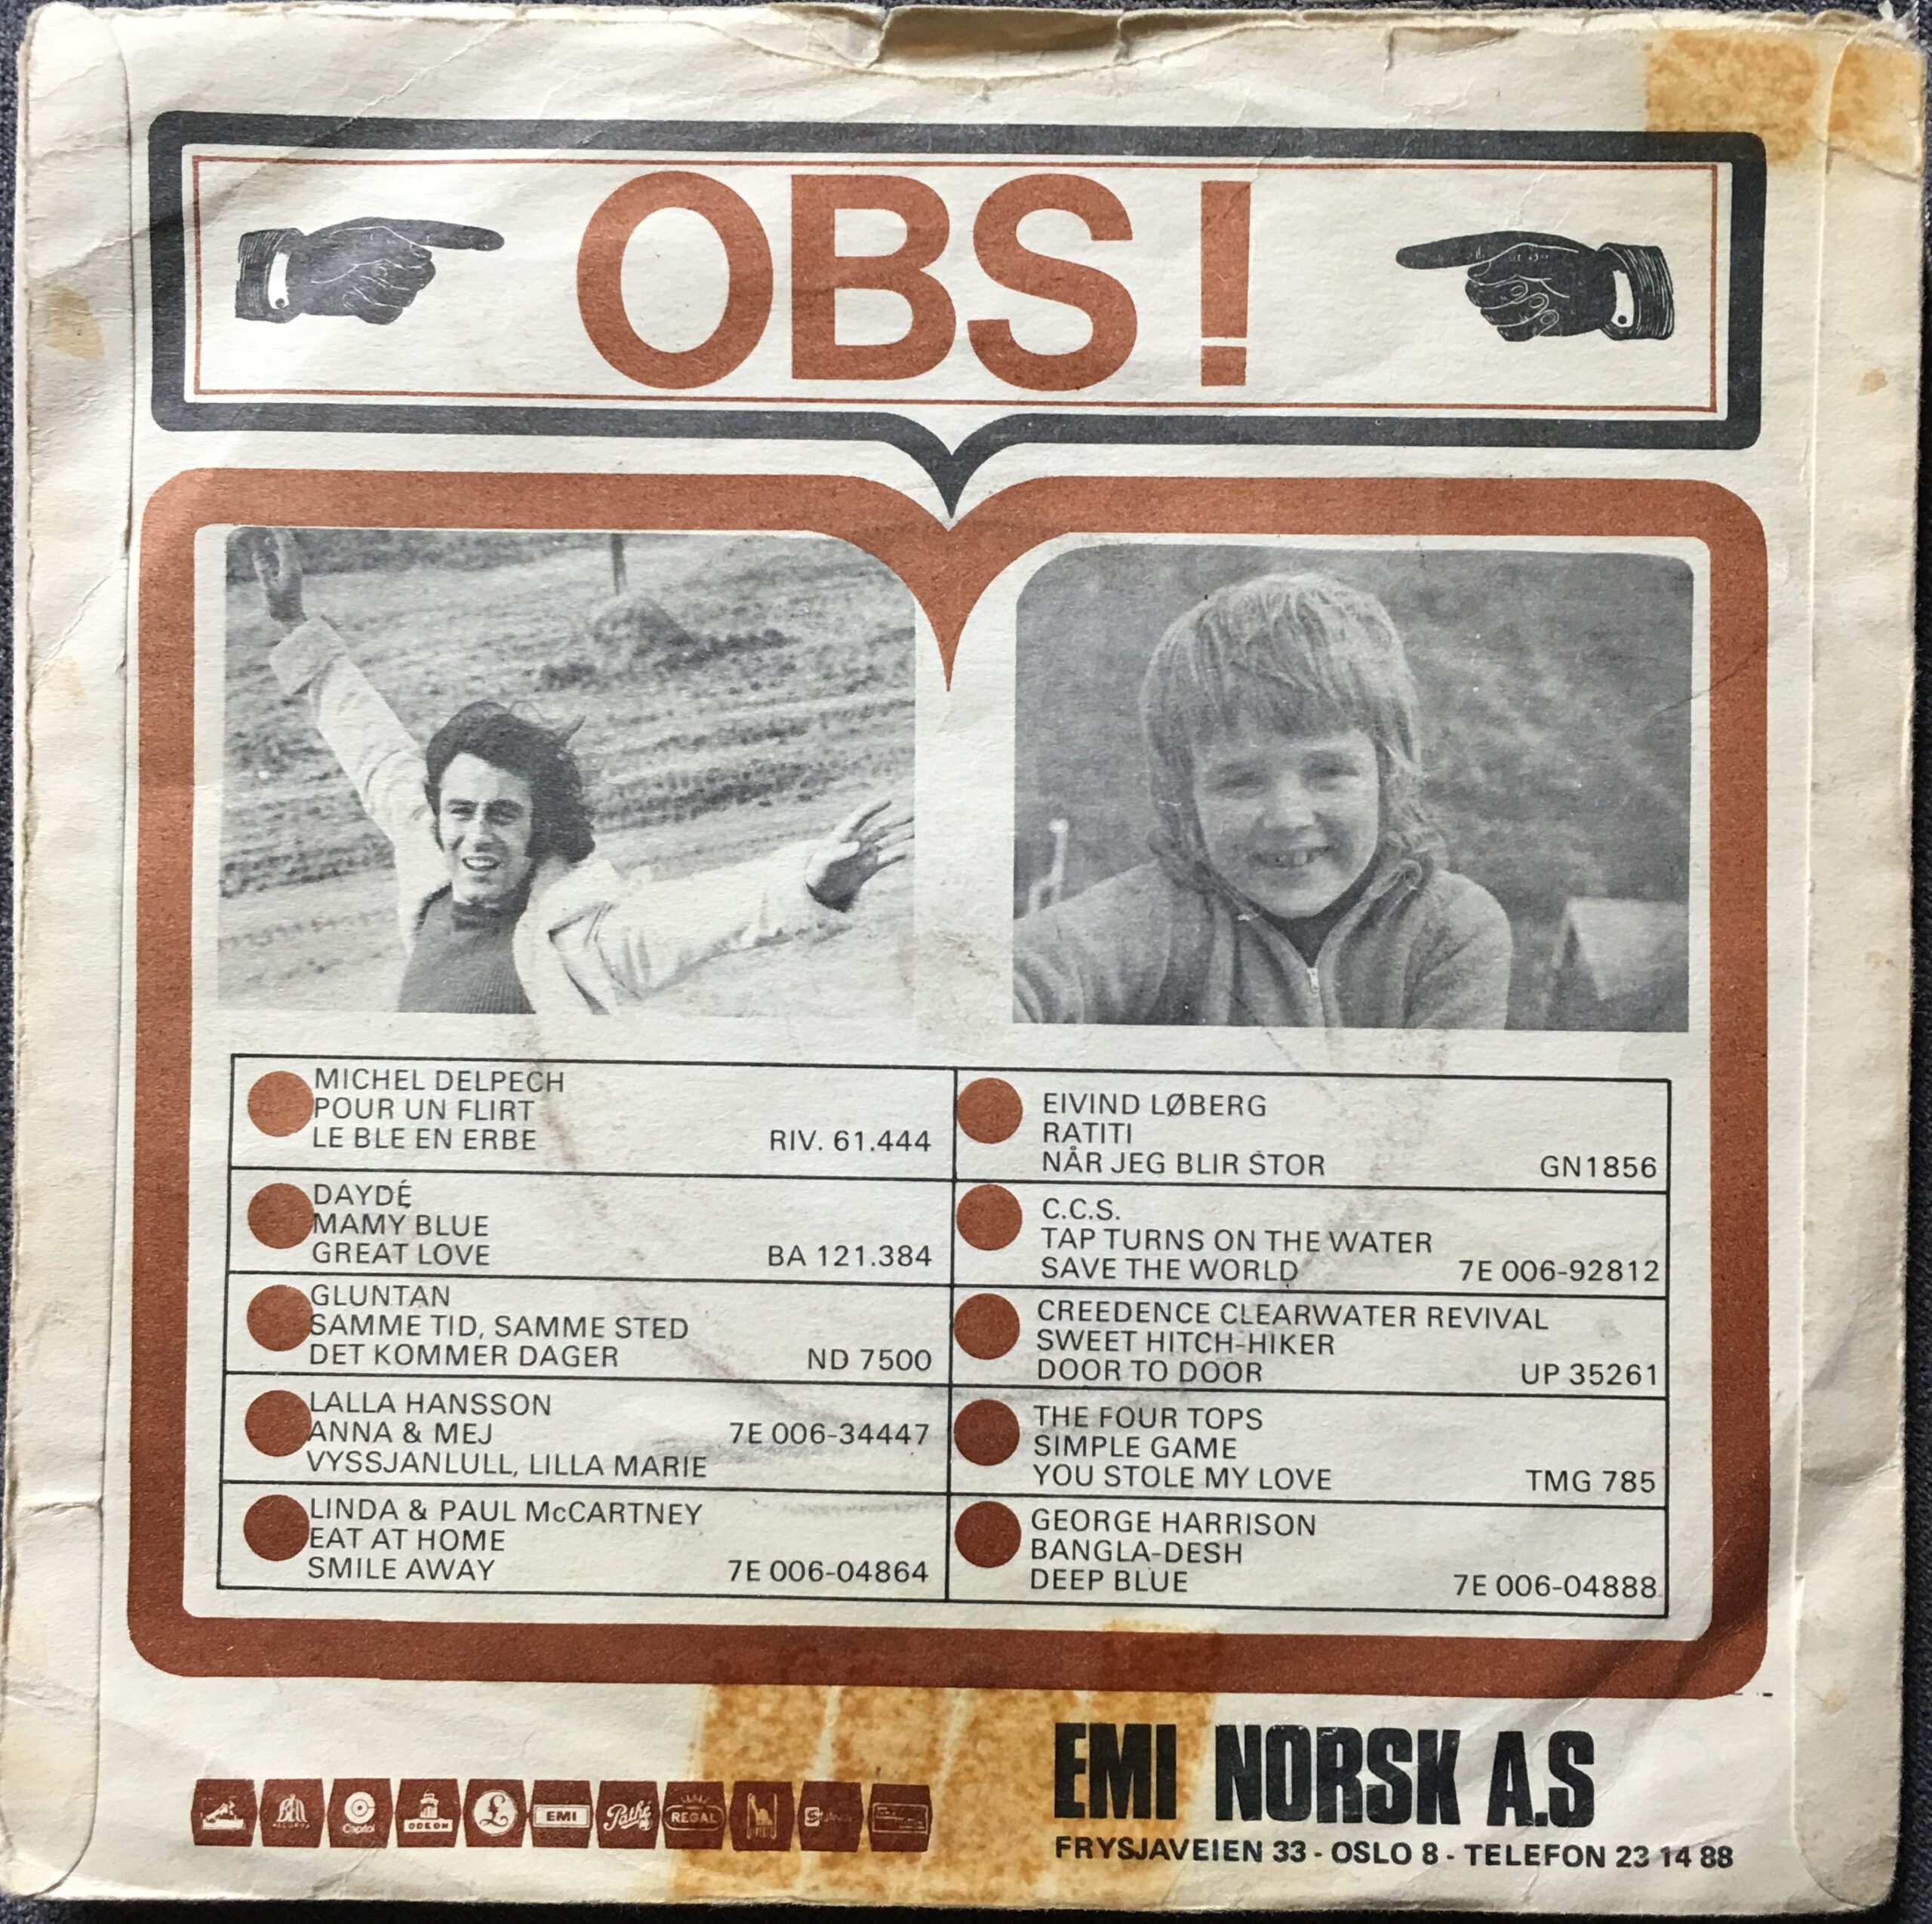 OBS!
MICHEL DELPECH
POUR UN FLIRT
LE BLE EN ERBE RIV. 61.444
DAYDÉ
MAMY BLUE
GREAT LOVE BA 121.384
GLUNTAN
SAMME TID, SAMME STED
DET KOMMER DAGER ND 7500
LALLA HANSSON
ANNA & MEJ 7E 006-34447
VYSSJANLULL, LILLA MARIE
LINDA & PAUL McCARTNEY
EAT AT HOME
SMILE AWAY 7E 006-04864
EIVIND LØBERG
RATITI
NÅR JEG BLIR STOR GN1856
C.C.S.
TAP TURNS ON THE WATER
SAVE THE WORLD 7E 006-92812
CREEDENCE CLEARWATER REVIVAL
SWEET HITCH-HIKER
DOOR TO DOOR UP 35261
THE FOUR TOPS
SIMPLE GAME
YOU STOLE MY LOVE TMG 785
GEORGE HARRISON
BANGLA-DESH
DEEP BLUE 7E 006-04888
Bell
RECORDS
Capitol
ODEON
£
EMI
Pathé
REGAL
EMI NORSK A.S
FRYSJAVEIEN 33 - OSLO 8 - TELEFON 23 14 88